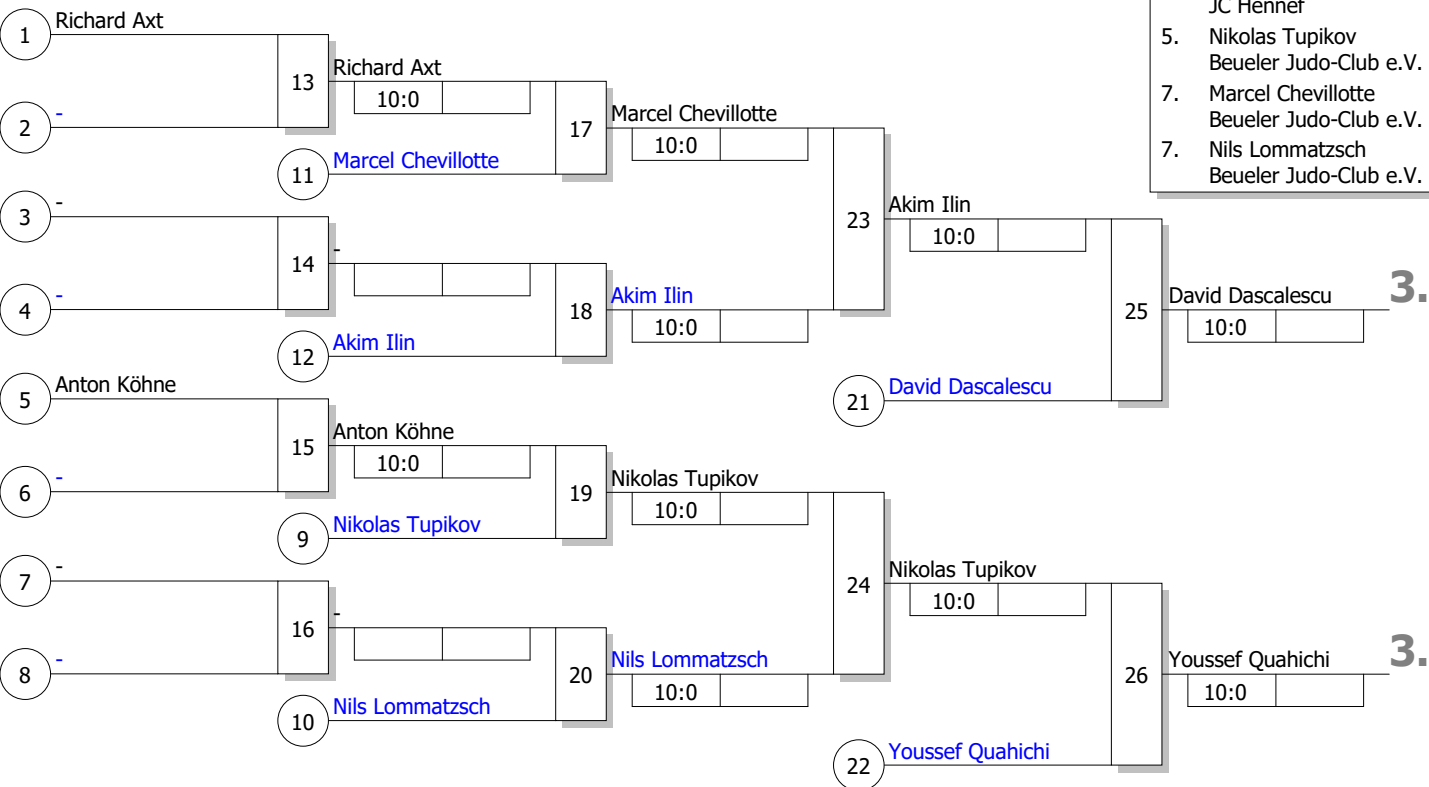 JC Hennef
5. Nikolas Tupikov
Beueler Judo-Club e.V.
7. Marcel Chevillotte
Beueler Judo-Club e.V.
7. Nils Lommatzsch
Beueler Judo-Club e.V.
1 Richard Axt
2 -
13 Richard Axt
10:0
11 Marcel Chevillotte
17 Marcel Chevillotte
10:0
3 -
4 -
14 -
12 Akim Ilin
18 Akim Ilin
10:0
23 Akim Ilin
10:0
21 David Dascalescu
25 David Dascalescu 3.
10:0
5 Anton Köhne
6 -
15 Anton Köhne
10:0
9 Nikolas Tupikov
19 Nikolas Tupikov
10:0
7 -
8 -
16 -
10 Nils Lommatzsch
20 Nils Lommatzsch
10:0
24 Nikolas Tupikov
10:0
22 Youssef Quahichi
26 Youssef Quahichi 3.
10:0